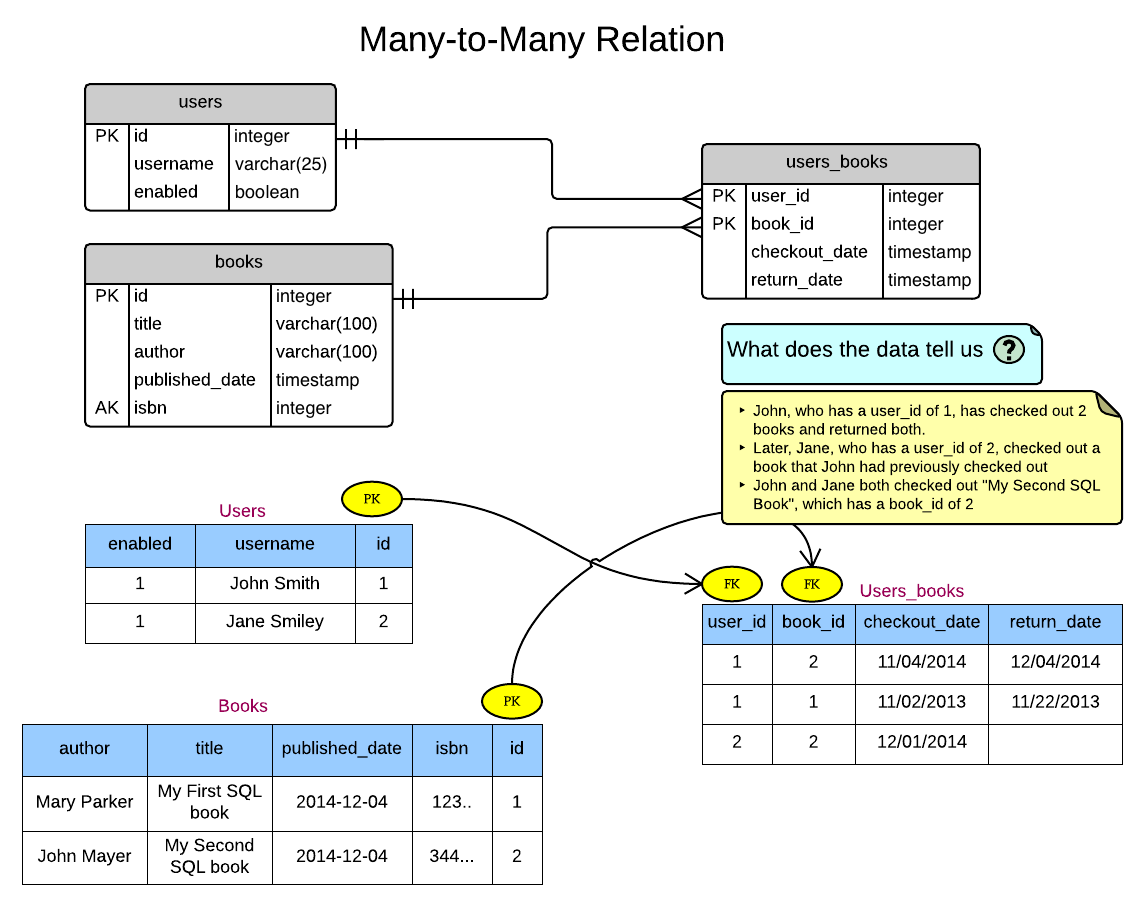 Many-to-Many Relation
users
PK id integer
username varchar(25)
enabled boolean
users_books
PK user_id integer
PK book_id integer
checkout_date timestamp
return_date timestamp
books
PK id integer
title varchar(100)
author varchar(100)
published_date timestamp
AK isbn integer
What does the data tell us ?
‣ John, who has a user_id of 1, has checked out 2
books and returned both.
‣ Later, Jane, who has a user_id of 2, checked out a
book that John had previously checked out
‣ John and Jane both checked out "My Second SQL
Book", which has a book_id of 2
PK
Users
enabled username id
1 John Smith 1
1 Jane Smiley 2
FK FK
Users_books
user_id book_id checkout_date return_date
1 2 11/04/2014 12/04/2014
1 1 11/02/2013 11/22/2013
2 2 12/01/2014
PK
Books
author title published_date isbn id
Mary Parker My First SQL 2014-12-04 123.. 1
book
John Mayer My Second 2014-12-04 344... 2
SQL book